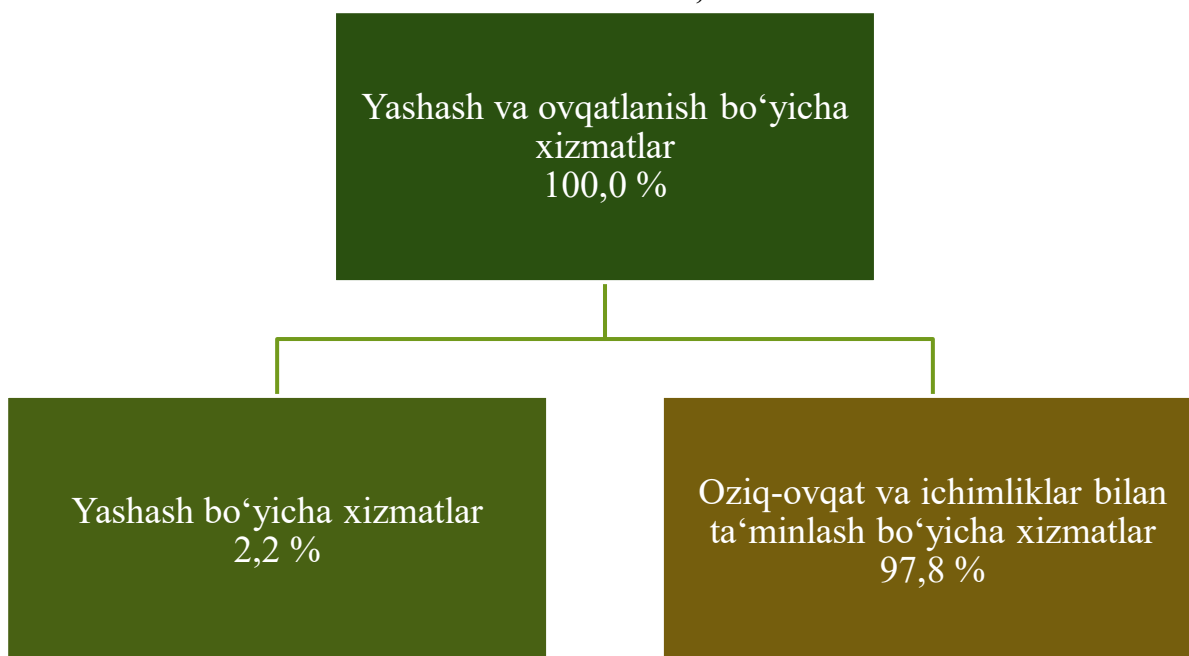 Yashash va ovqatlanish bo‘yicha
xizmatlar
100,0 %
Yashash bo‘yicha xizmatlar
2,2 %
Oziq-ovqat va ichimliklar bilan
ta‘minlash bo‘yicha xizmatlar
97,8 %